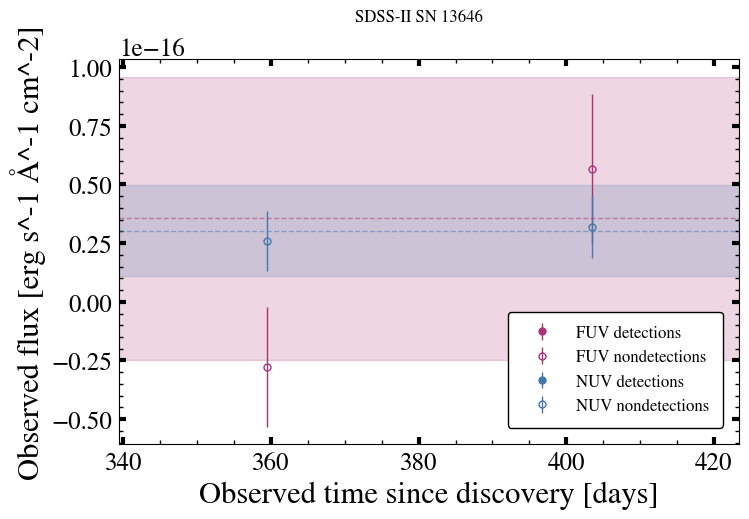 SDSS-II SN 13646
1e−16
Observed flux [erg s^-1 Å^-1 cm^-2]
1.00
0.75
0.50
0.25
0.00
−0.25
−0.50
FUV detections
FUV nondetections
NUV detections
NUV nondetections
340 360 380 400 420
Observed time since discovery [days]